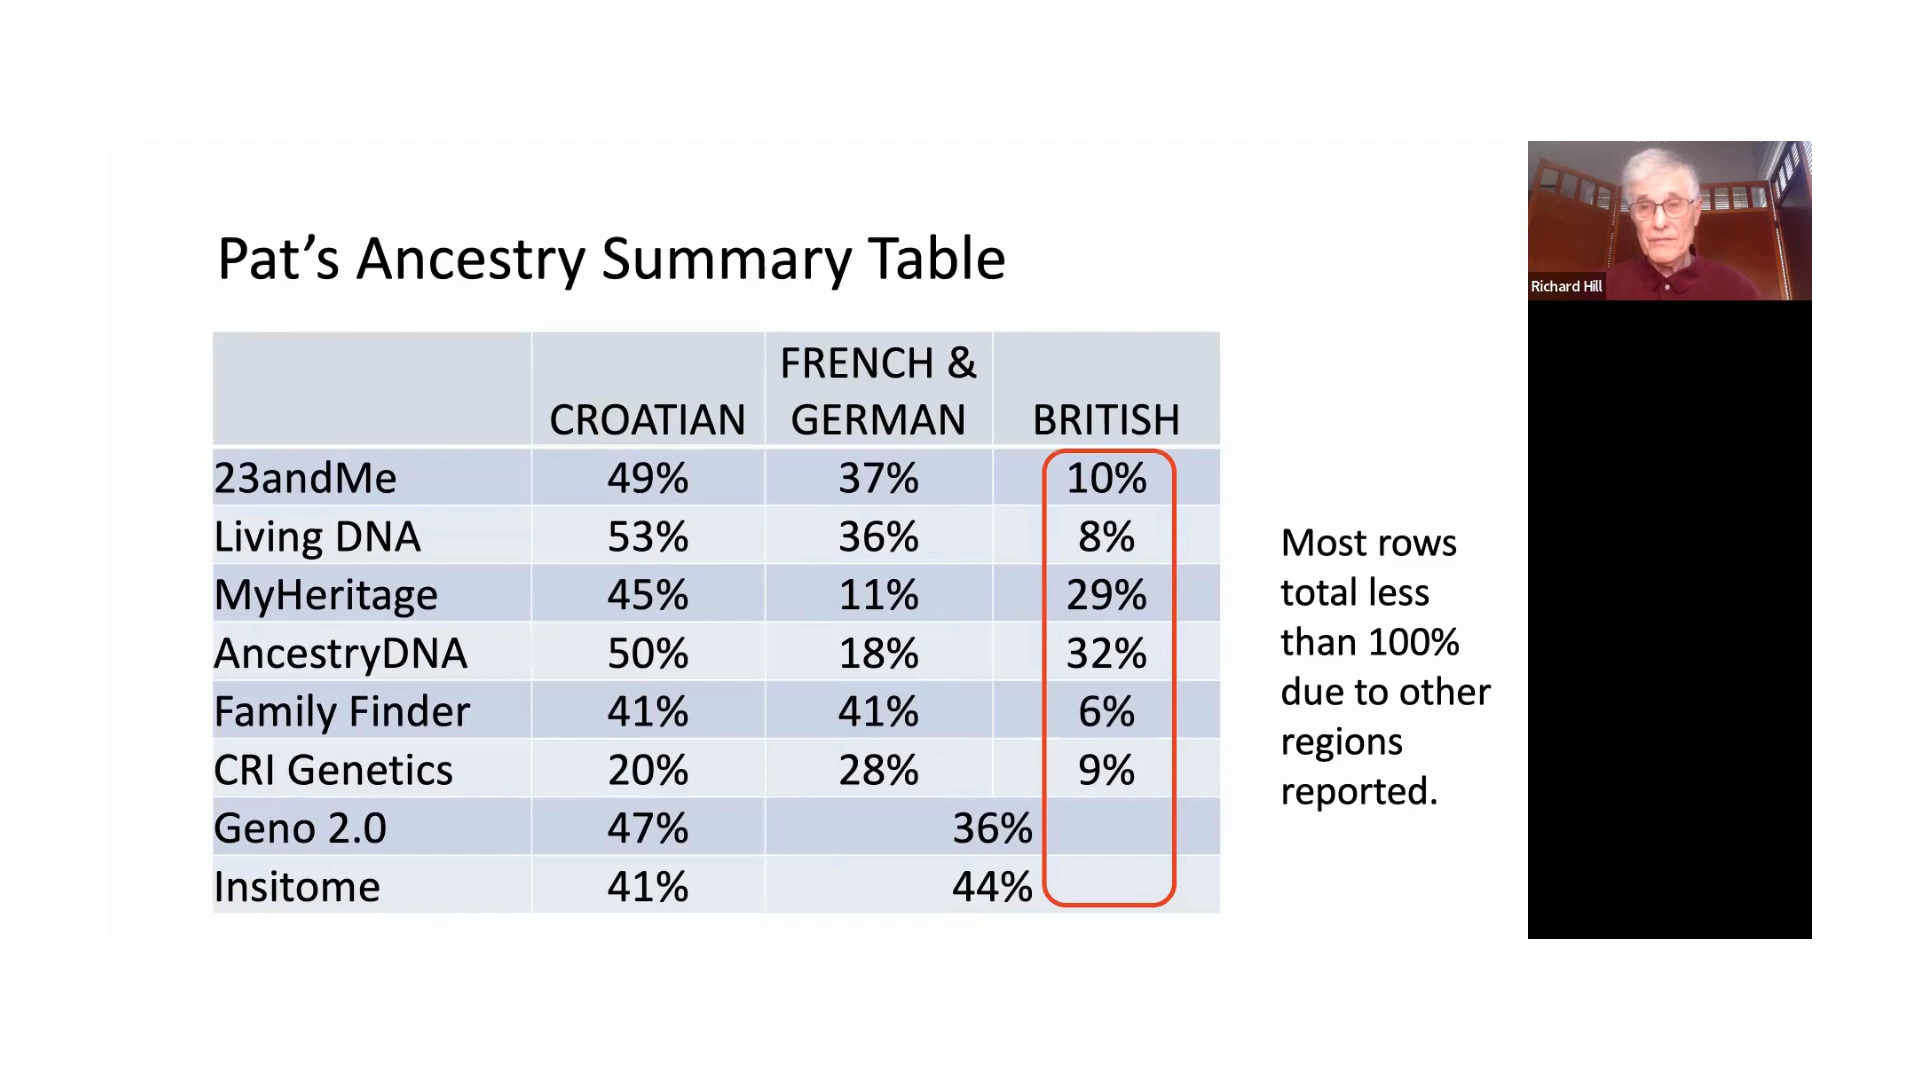 Pat’s Ancestry Summary Table
FRENCH &
CROATIAN GERMAN BRITISH
23andMe 49% 37% 10%
Living DNA 53% 36% 8%
MyHeritage 45% 11% 29%
AncestryDNA 50% 18% 32%
Family Finder 41% 41% 6%
CRI Genetics 20% 28% 9%
Geno 2.0 47% 36%
Insitome 41% 44%
Most rows
total less
than 100%
due to other
regions
reported.
Richard Hill